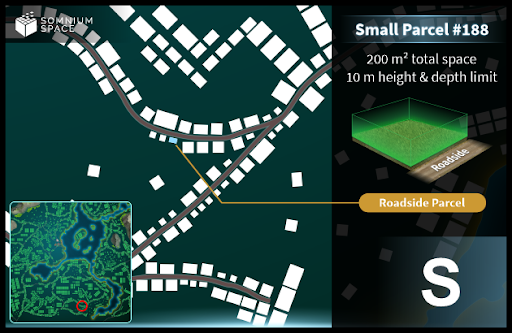 SOMNIUM
SPACE
Small Parcel #188
200 m² total space
10 m height & depth limit
Roadside
Roadside Parcel
S